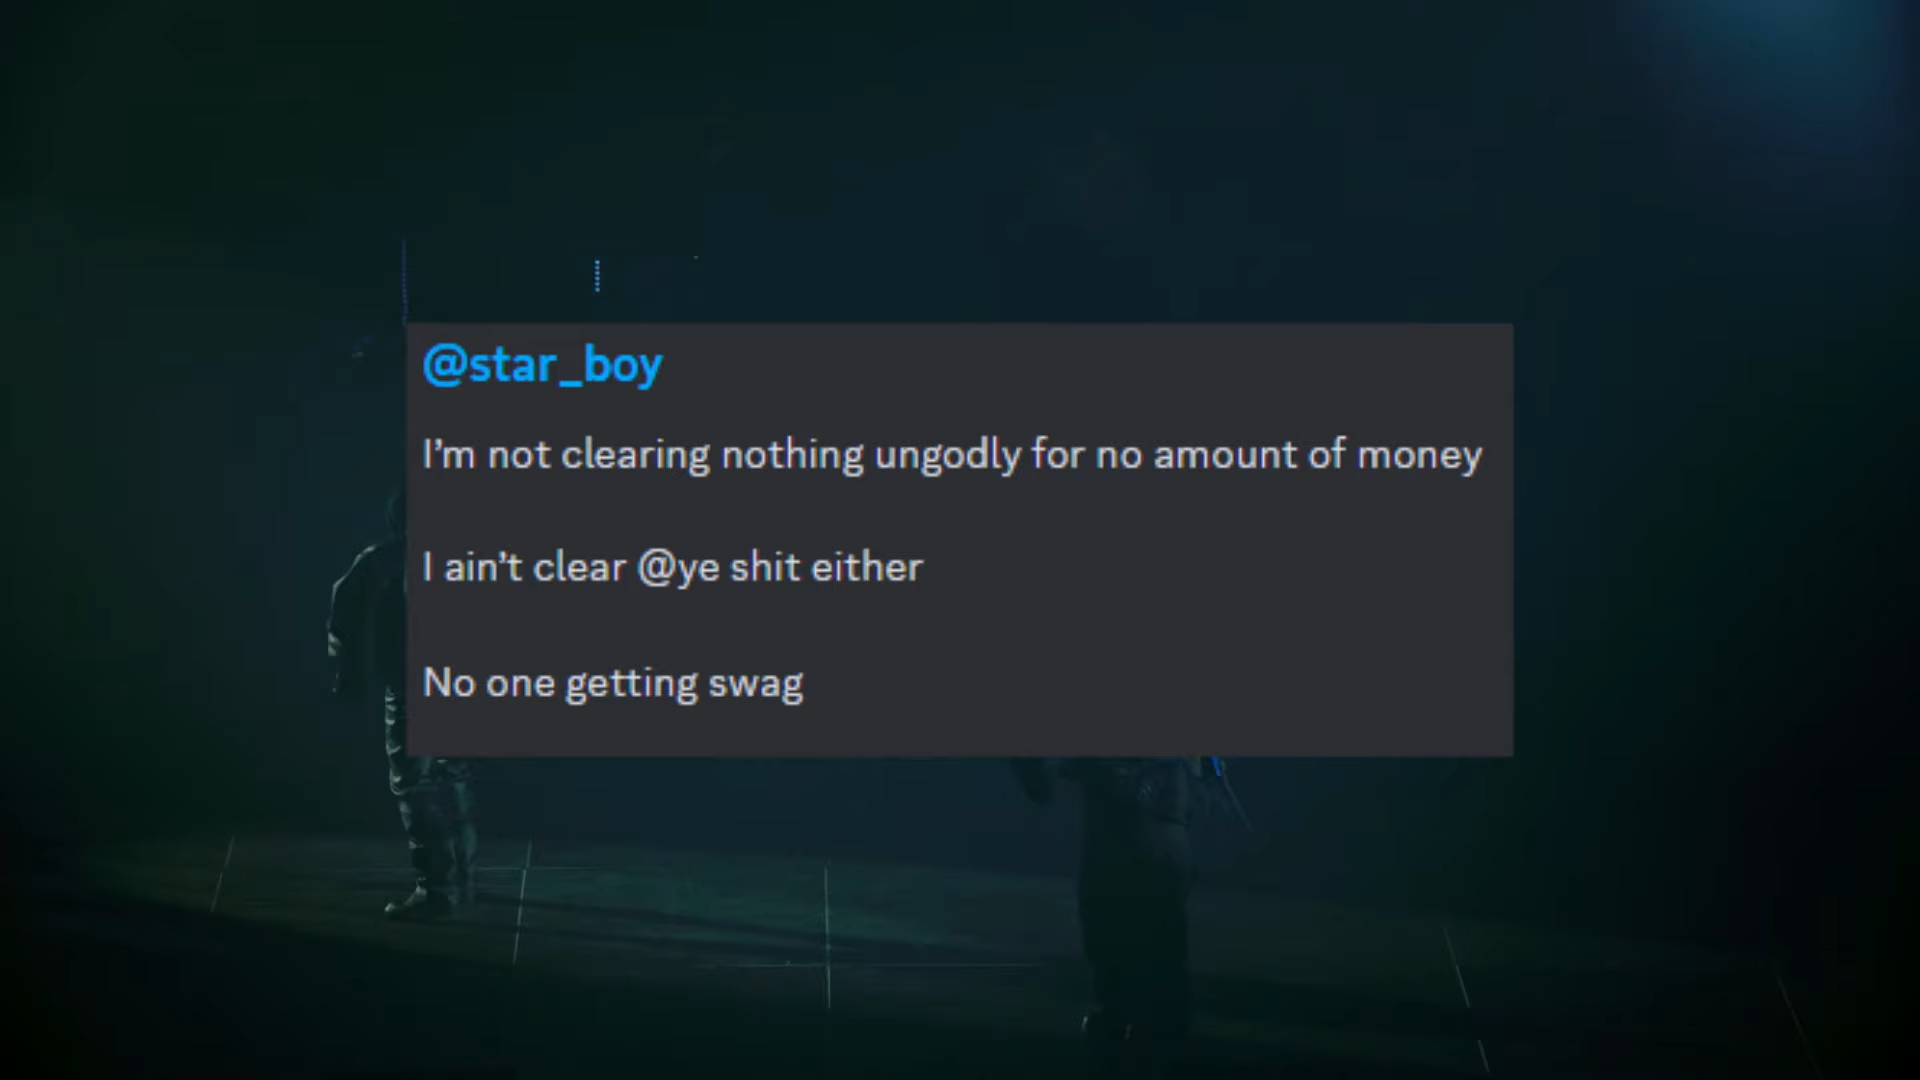 @star_boy
I’m not clearing nothing ungodly for no amount of money
I ain’t clear @ye shit either
No one getting swag